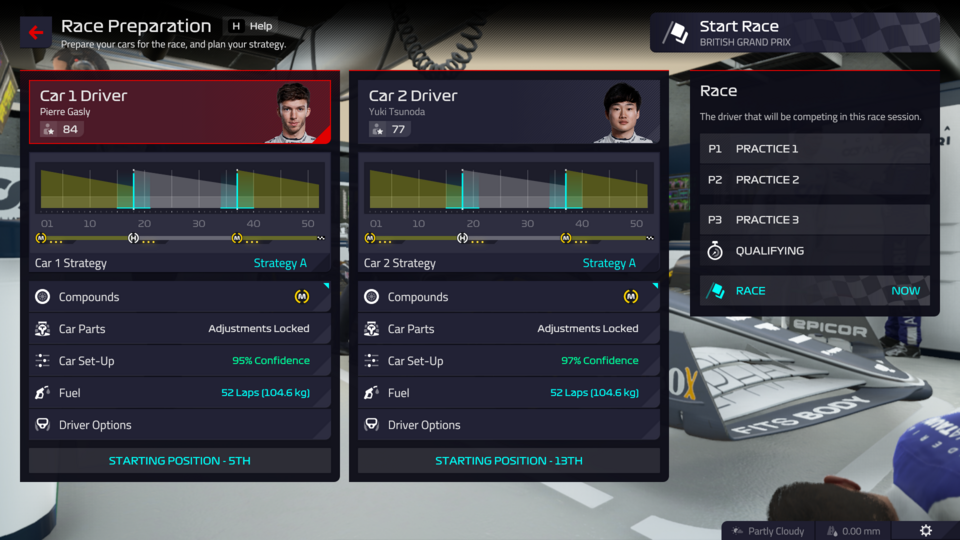 Race Preparation
H Help
Prepare your cars for the race, and plan your strategy.
Start Race
BRITISH GRAND PRIX
Car 1 Driver
Pierre Gasly
84
01 10 20 30 40 50
M H M
Car 1 Strategy Strategy A
Compounds M
Car Parts Adjustments Locked
Car Set-Up 95% Confidence
Fuel 52 Laps (104.6 kg)
Driver Options
STARTING POSITION - 5TH
Car 2 Driver
Yuki Tsunoda
77
01 10 20 30 40 50
M H M
Car 2 Strategy Strategy A
Compounds M
Car Parts Adjustments Locked
Car Set-Up 97% Confidence
Fuel 52 Laps (104.6 kg)
Driver Options
STARTING POSITION - 13TH
Race
The driver that will be competing in this race session.
P1 PRACTICE 1
P2 PRACTICE 2
P3 PRACTICE 3
QUALIFYING
RACE NOW
EPICOR
FITS BODY
Partly Cloudy 0.00 mm